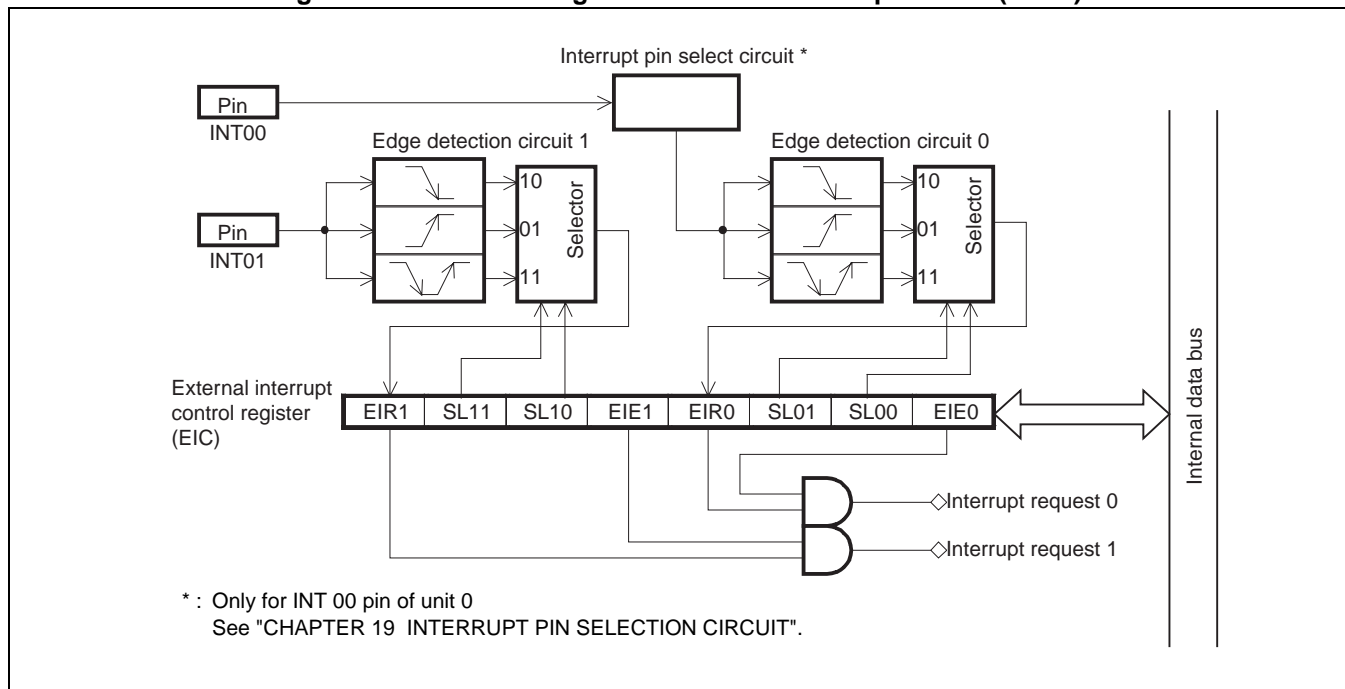 Interrupt pin select circuit *
Pin
INT00
Edge detection circuit 1
Edge detection circuit 0
10
01
11
Selector
10
01
11
Selector
Pin
INT01
External interrupt
control register
(EIC)
EIR1 SL11 SL10 EIE1 EIR0 SL01 SL00 EIE0
Internal data bus
Interrupt request 0
Interrupt request 1
* : Only for INT 00 pin of unit 0
See "CHAPTER 19 INTERRUPT PIN SELECTION CIRCUIT".